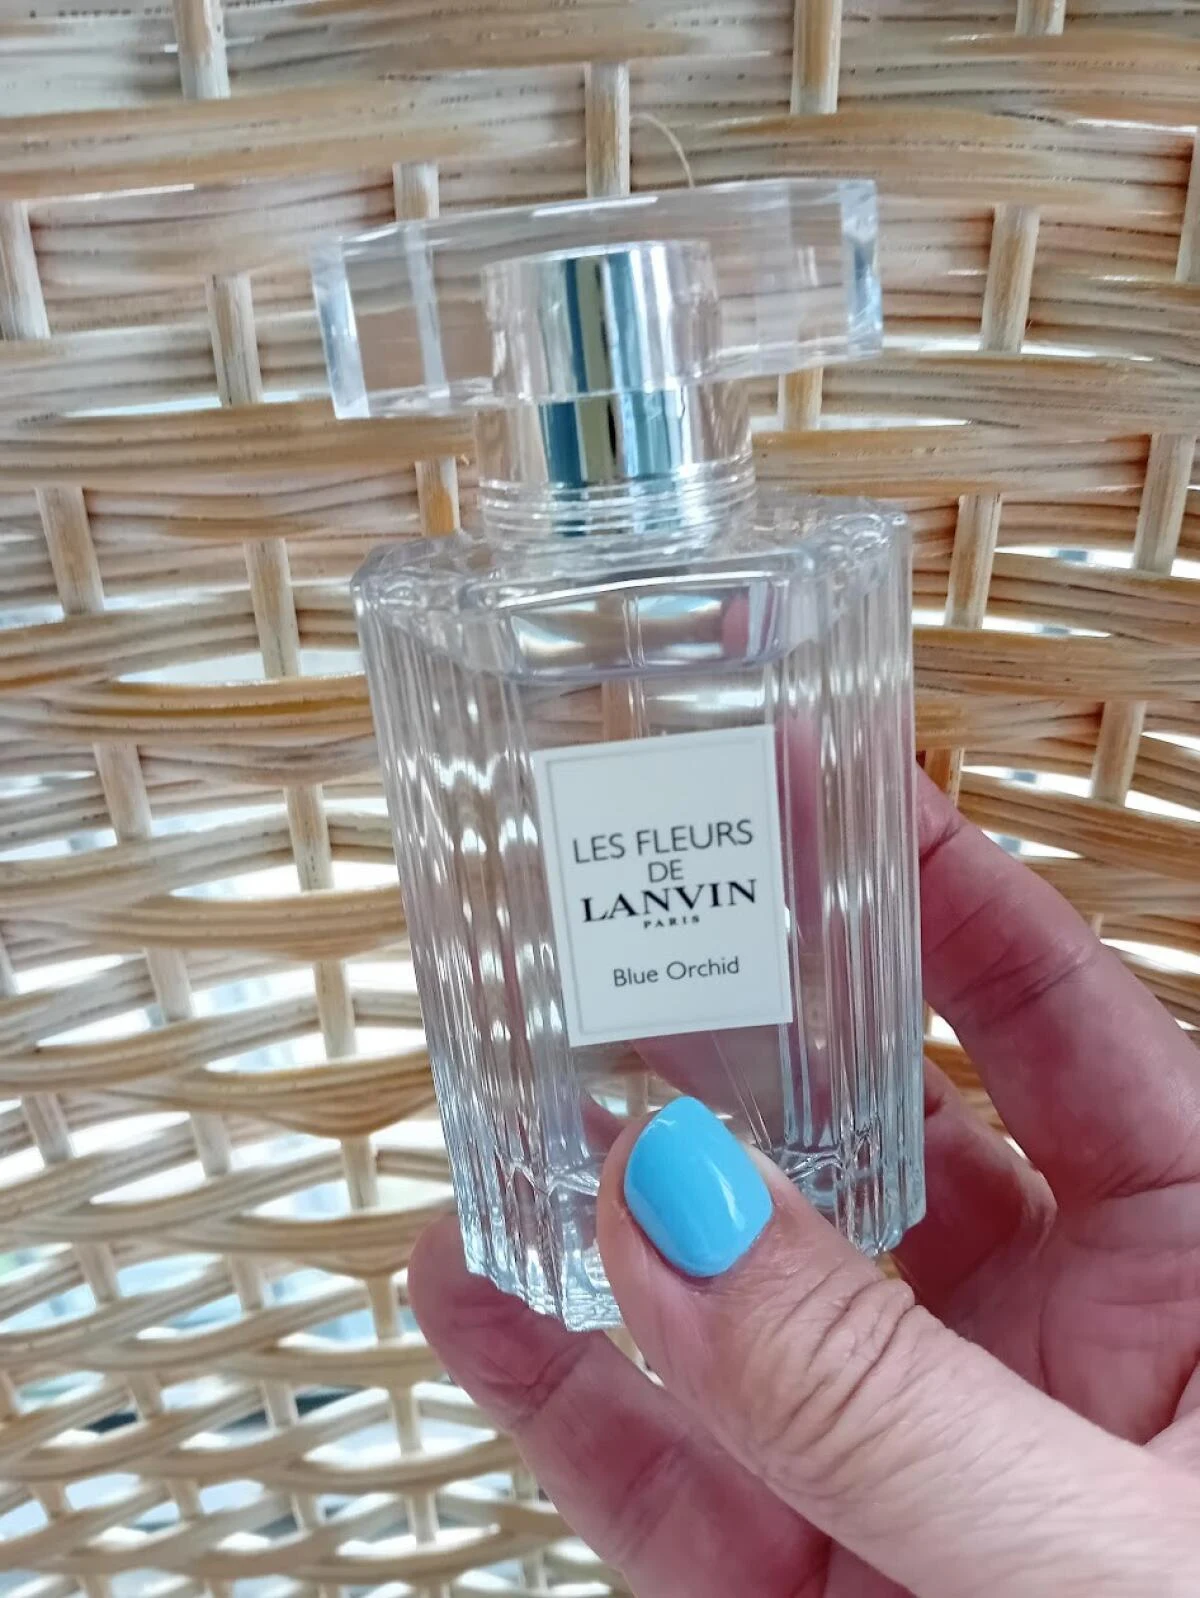 LES FLEURS
DE
LANVIN
PARIS
Blue Orchid